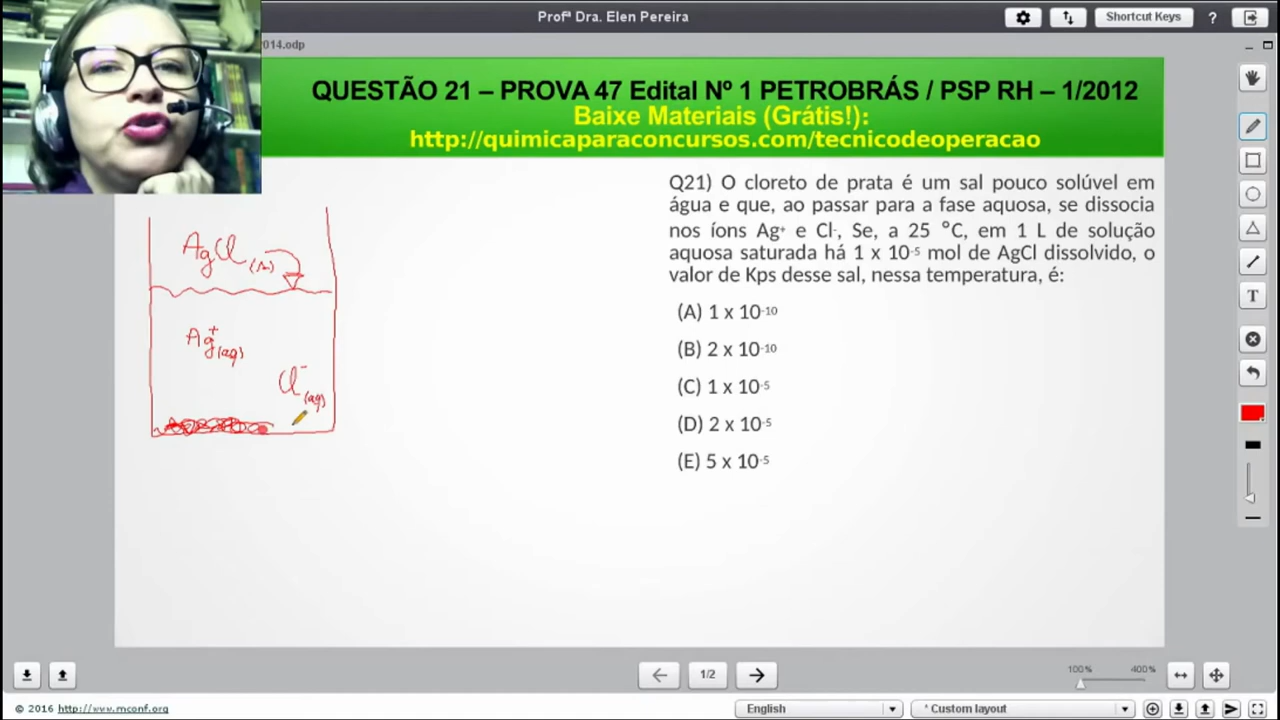 Profª Dra. Elen Pereira
Shortcut Keys
?
2014.odp
QUESTÃO 21 – PROVA 47 Edital Nº 1 PETROBRÁS / PSP RH – 1/2012
Baixe Materiais (Grátis!):
http://quimicaparaconcursos.com/tecnicodeoperacao
Q21) O cloreto de prata é um sal pouco solúvel em
água e que, ao passar para a fase aquosa, se dissocia
nos íons Ag⁺ e Cl⁻, Se, a 25 °C, em 1 L de solução
aquosa saturada há 1 x 10⁻⁵ mol de AgCl dissolvido, o
valor de Kps desse sal, nessa temperatura, é:
(A) 1 x 10⁻¹⁰
(B) 2 x 10⁻¹⁰
(C) 1 x 10⁻⁵
(D) 2 x 10⁻⁵
(E) 5 x 10⁻⁵
AgCl
Ag⁺(aq)
Cl⁻(aq)
T
1/2
100%
400%
© 2016 http://www.mconf.org
English
* Custom layout